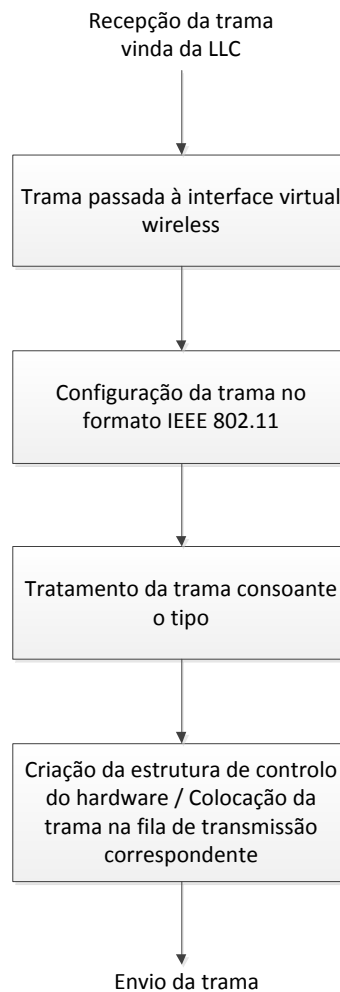 Recepção da trama
vinda da LLC
Trama passada à interface virtual
wireless
Configuração da trama no
formato IEEE 802.11
Tratamento da trama consoante
o tipo
Criação da estrutura de controlo
do hardware / Colocação da
trama na fila de transmissão
correspondente
Envio da trama